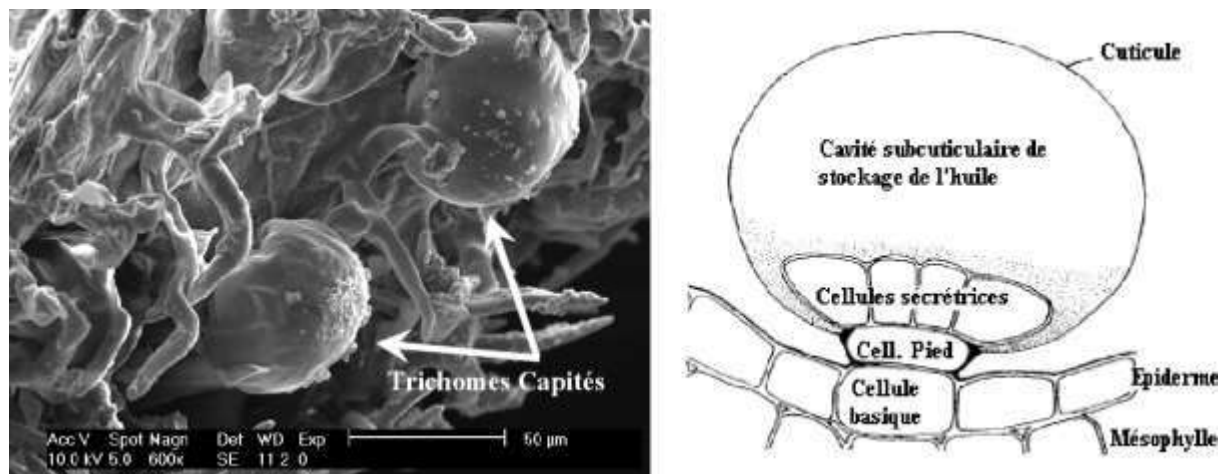 Trichomes Capités
Acc V Spot Magn Det WD Exp 50 µm
10.0 kV 5.0 600x SE 11 2 0
Cuticule
Cavité subcuticulaire de
stockage de l'huile
Cellules sécrétrices
Cell. Pied
Cellule
basique
Epiderme
Mésophylle